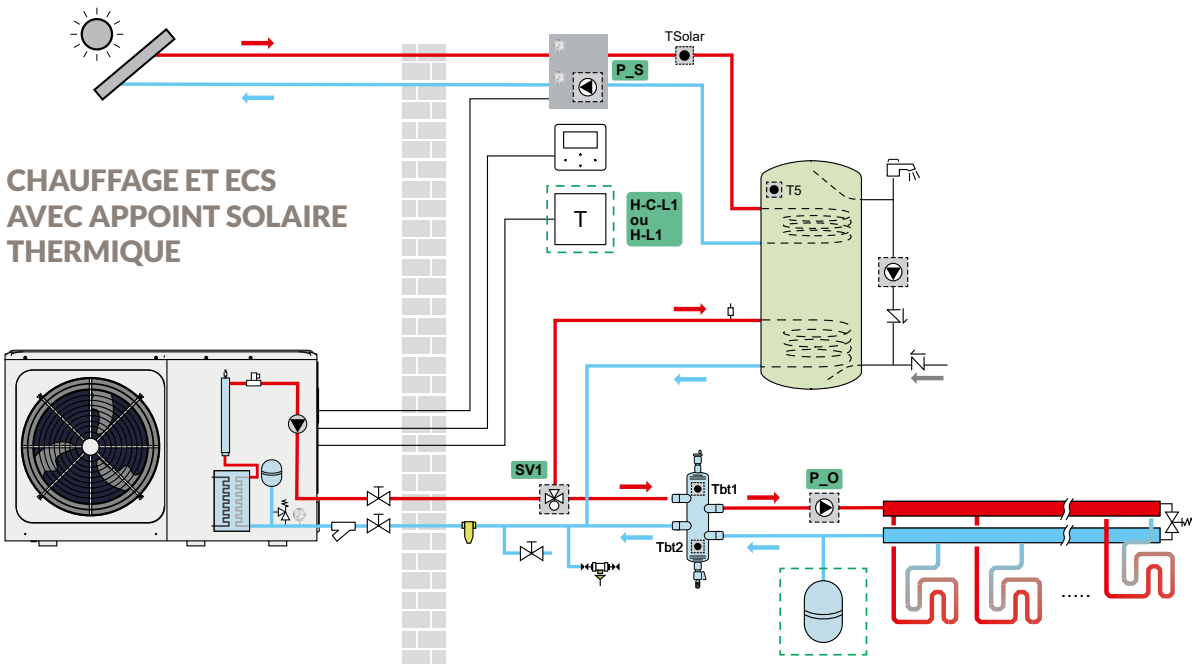 TSolar
P_S
CHAUFFAGE ET ECS
AVEC APPOINT SOLAIRE
THERMIQUE
T
H-C-L1
ou
H-L1
T5
SV1
Tbt1
P_O
Tbt2
.....